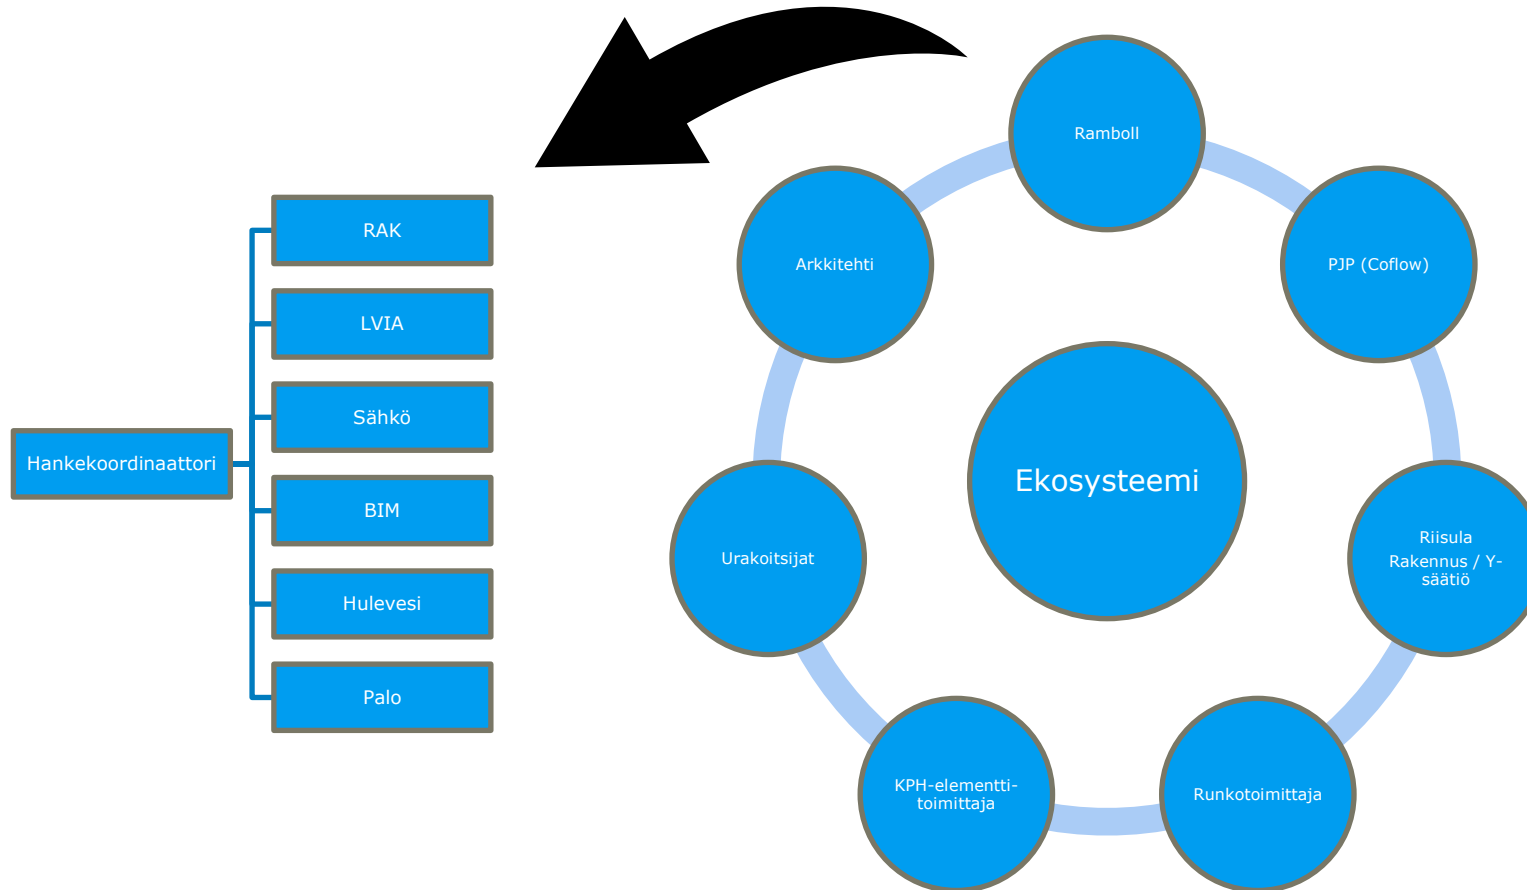 Hankekoordinaattori
RAK
LVIA
Sähkö
BIM
Hulevesi
Palo
Ekosysteemi
Ramboll
PJP (Coflow)
Riisula
Rakennus / Y-
säätiö
Runkotoimittaja
KPH-elementti-
toimittaja
Urakoitsijat
Arkkitehti